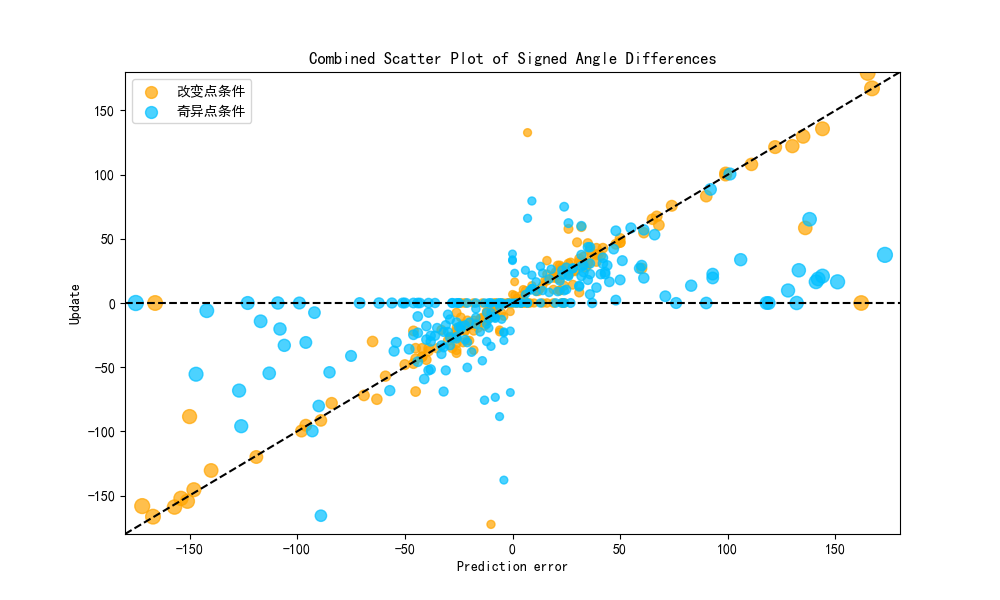 Combined Scatter Plot of Signed Angle Differences
改变点条件
奇异点条件
Update
150
100
50
0
−50
−100
−150
−150
−100
−50
0
50
100
150
Prediction error